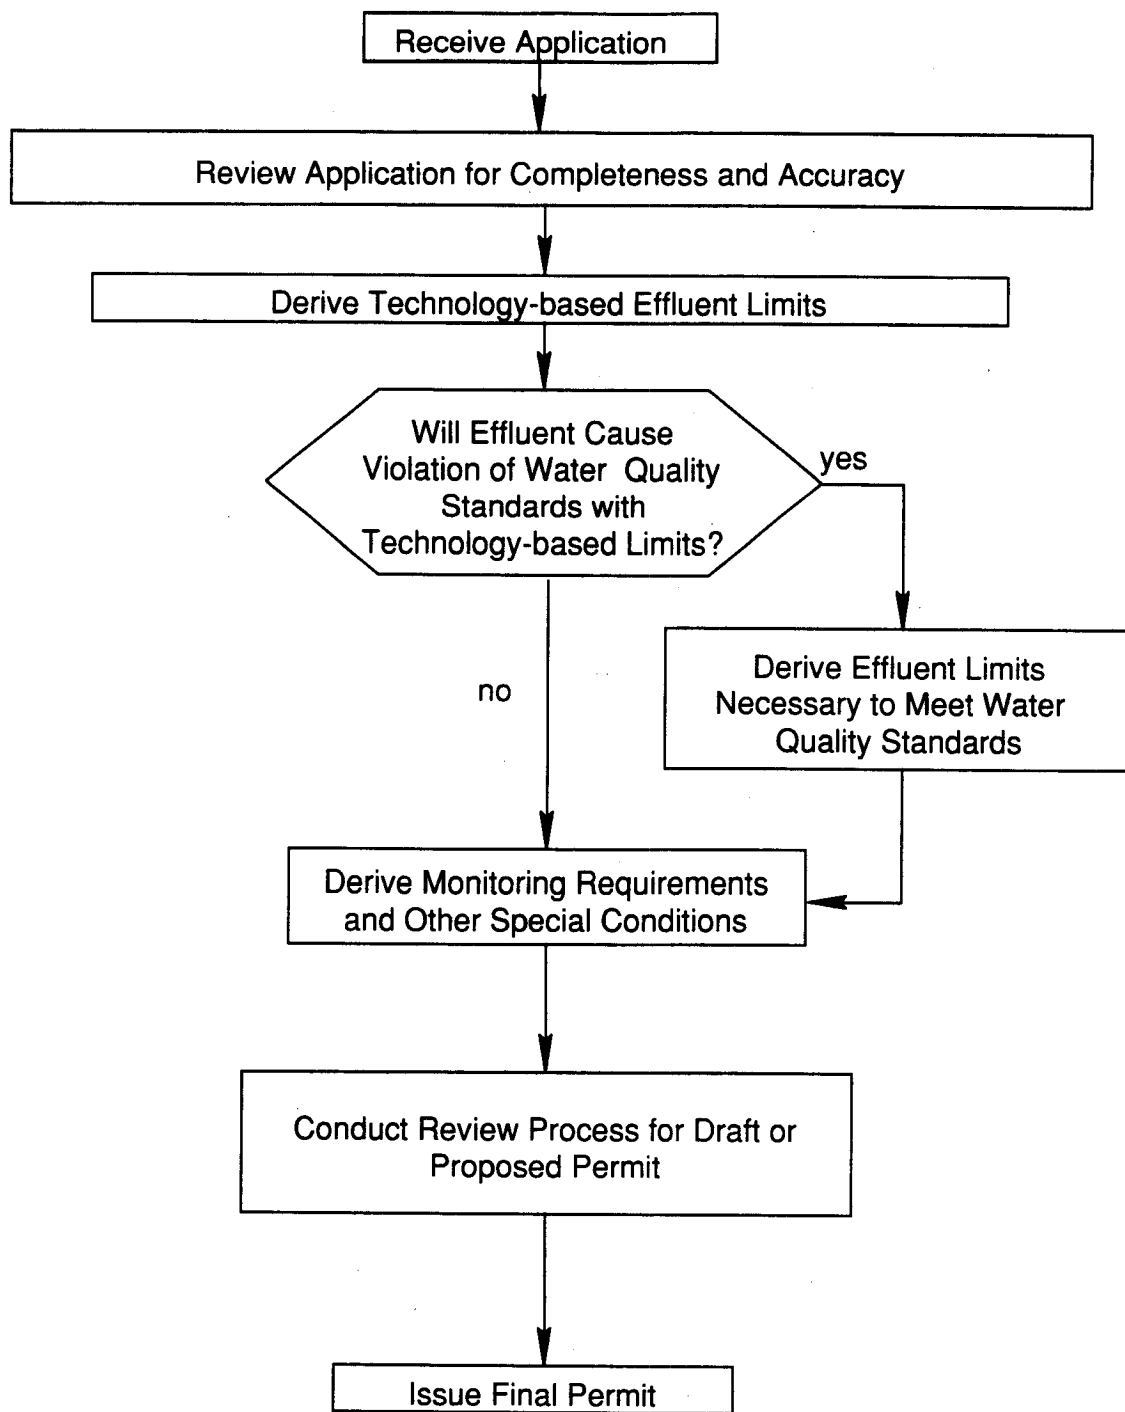 Receive Application
Review Application for Completeness and Accuracy
Derive Technology-based Effluent Limits
Will Effluent Cause
Violation of Water Quality
Standards with
Technology-based Limits?
yes
no
Derive Effluent Limits
Necessary to Meet Water
Quality Standards
Derive Monitoring Requirements
and Other Special Conditions
Conduct Review Process for Draft or
Proposed Permit
Issue Final Permit